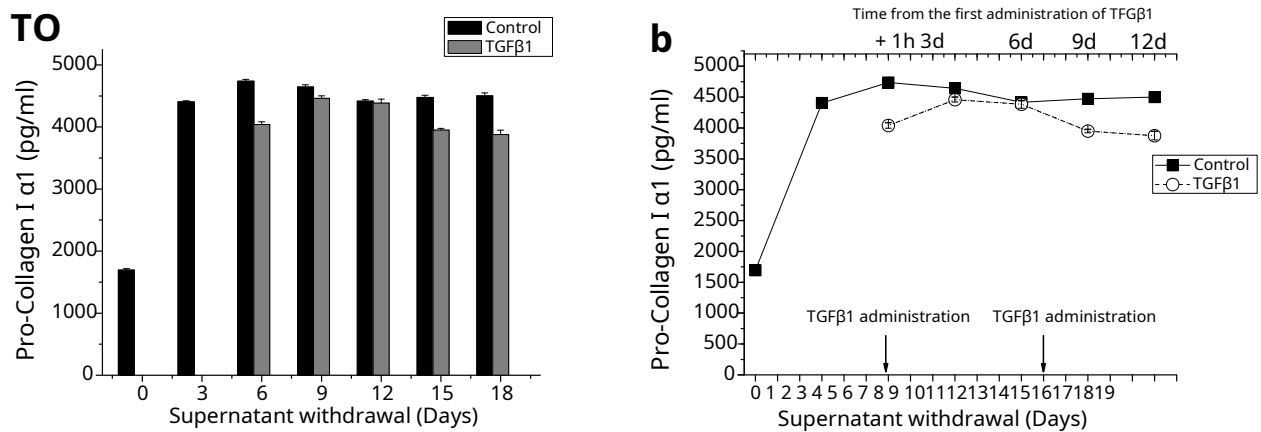 TO
Control
TGFβ1
Pro-Collagen I α1 (pg/ml)
5000
4000
3000
2000
1000
0
0 3 6 9 12 15 18
Supernatant withdrawal (Days)
b
Time from the first administration of TFGβ1
+ 1h 3d 6d 9d 12d
Pro-Collagen I α1 (pg/ml)
5000
4500
4000
3500
3000
2500
2000
1500
1000
500
0
Control
TGFβ1
TGFβ1 administration TGFβ1 administration
0 1 2 3 4 5 6 7 8 9 10 11 12 13 14 15 16 17 18 19
Supernatant withdrawal (Days)